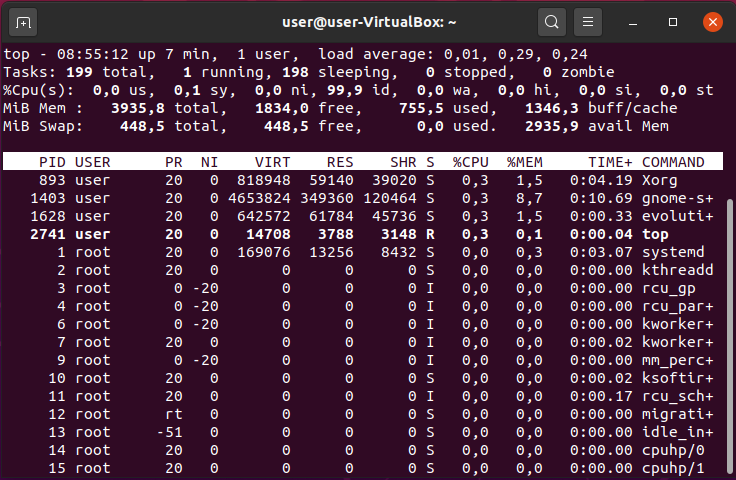 user@user-VirtualBox: ~
top - 08:55:12 up 7 min,  1 user,  load average: 0,01, 0,29, 0,24
Tasks: 199 total,   1 running, 198 sleeping,   0 stopped,   0 zombie
%Cpu(s):  0,0 us,  0,1 sy,  0,0 ni, 99,9 id,  0,0 wa,  0,0 hi,  0,0 si,  0,0 st
MiB Mem :   3935,8 total,   1834,0 free,    755,5 used,   1346,3 buff/cache
MiB Swap:    448,5 total,    448,5 free,      0,0 used.   2935,9 avail Mem
PID USER      PR  NI    VIRT    RES    SHR S  %CPU  %MEM     TIME+ COMMAND
893 user      20   0  818948  59140  39020 S   0,3   1,5   0:04.19 Xorg
1403 user      20   0 4653824 349360 120464 S   0,3   8,7   0:10.69 gnome-s+
1628 user      20   0  642572  61784  45736 S   0,3   1,5   0:00.33 evoluti+
2741 user      20   0   14708   3788   3148 R   0,3   0,1   0:00.04 top
1 root      20   0  169076  13256   8432 S   0,0   0,3   0:03.07 systemd
2 root      20   0       0      0      0 S   0,0   0,0   0:00.00 kthreadd
3 root       0 -20       0      0      0 I   0,0   0,0   0:00.00 rcu_gp
4 root       0 -20       0      0      0 I   0,0   0,0   0:00.00 rcu_par+
6 root       0 -20       0      0      0 I   0,0   0,0   0:00.00 kworker+
7 root      20   0       0      0      0 I   0,0   0,0   0:00.02 kworker+
9 root       0 -20       0      0      0 I   0,0   0,0   0:00.00 mm_perc+
10 root      20   0       0      0      0 S   0,0   0,0   0:00.02 ksoftir+
11 root      20   0       0      0      0 I   0,0   0,0   0:00.17 rcu_sch+
12 root      rt   0       0      0      0 S   0,0   0,0   0:00.00 migrati+
13 root     -51   0       0      0      0 S   0,0   0,0   0:00.00 idle_in+
14 root      20   0       0      0      0 S   0,0   0,0   0:00.00 cpuhp/0
15 root      20   0       0      0      0 S   0,0   0,0   0:00.00 cpuhp/1